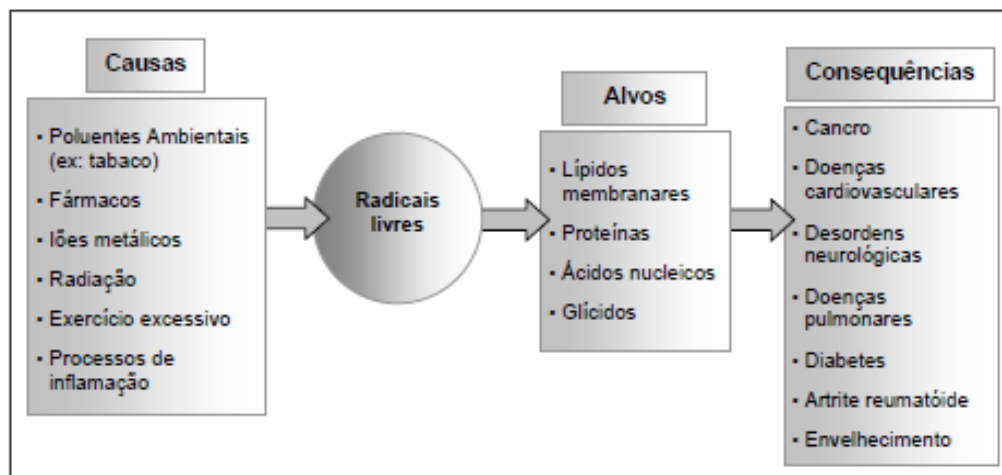 Causas
▪ Poluentes Ambientais
(ex: tabaco)
▪ Fármacos
▪ Iões metálicos
▪ Radiação
▪ Exercício excessivo
▪ Processos de
inflamação
Radicais
livres
Alvos
▪ Lípidos
membranares
▪ Proteínas
▪ Ácidos nucleicos
▪ Glícidos
Consequências
▪ Cancro
▪ Doenças
cardiovasculares
▪ Desordens
neurológicas
▪ Doenças
pulmonares
▪ Diabetes
▪ Artrite reumatóide
▪ Envelhecimento